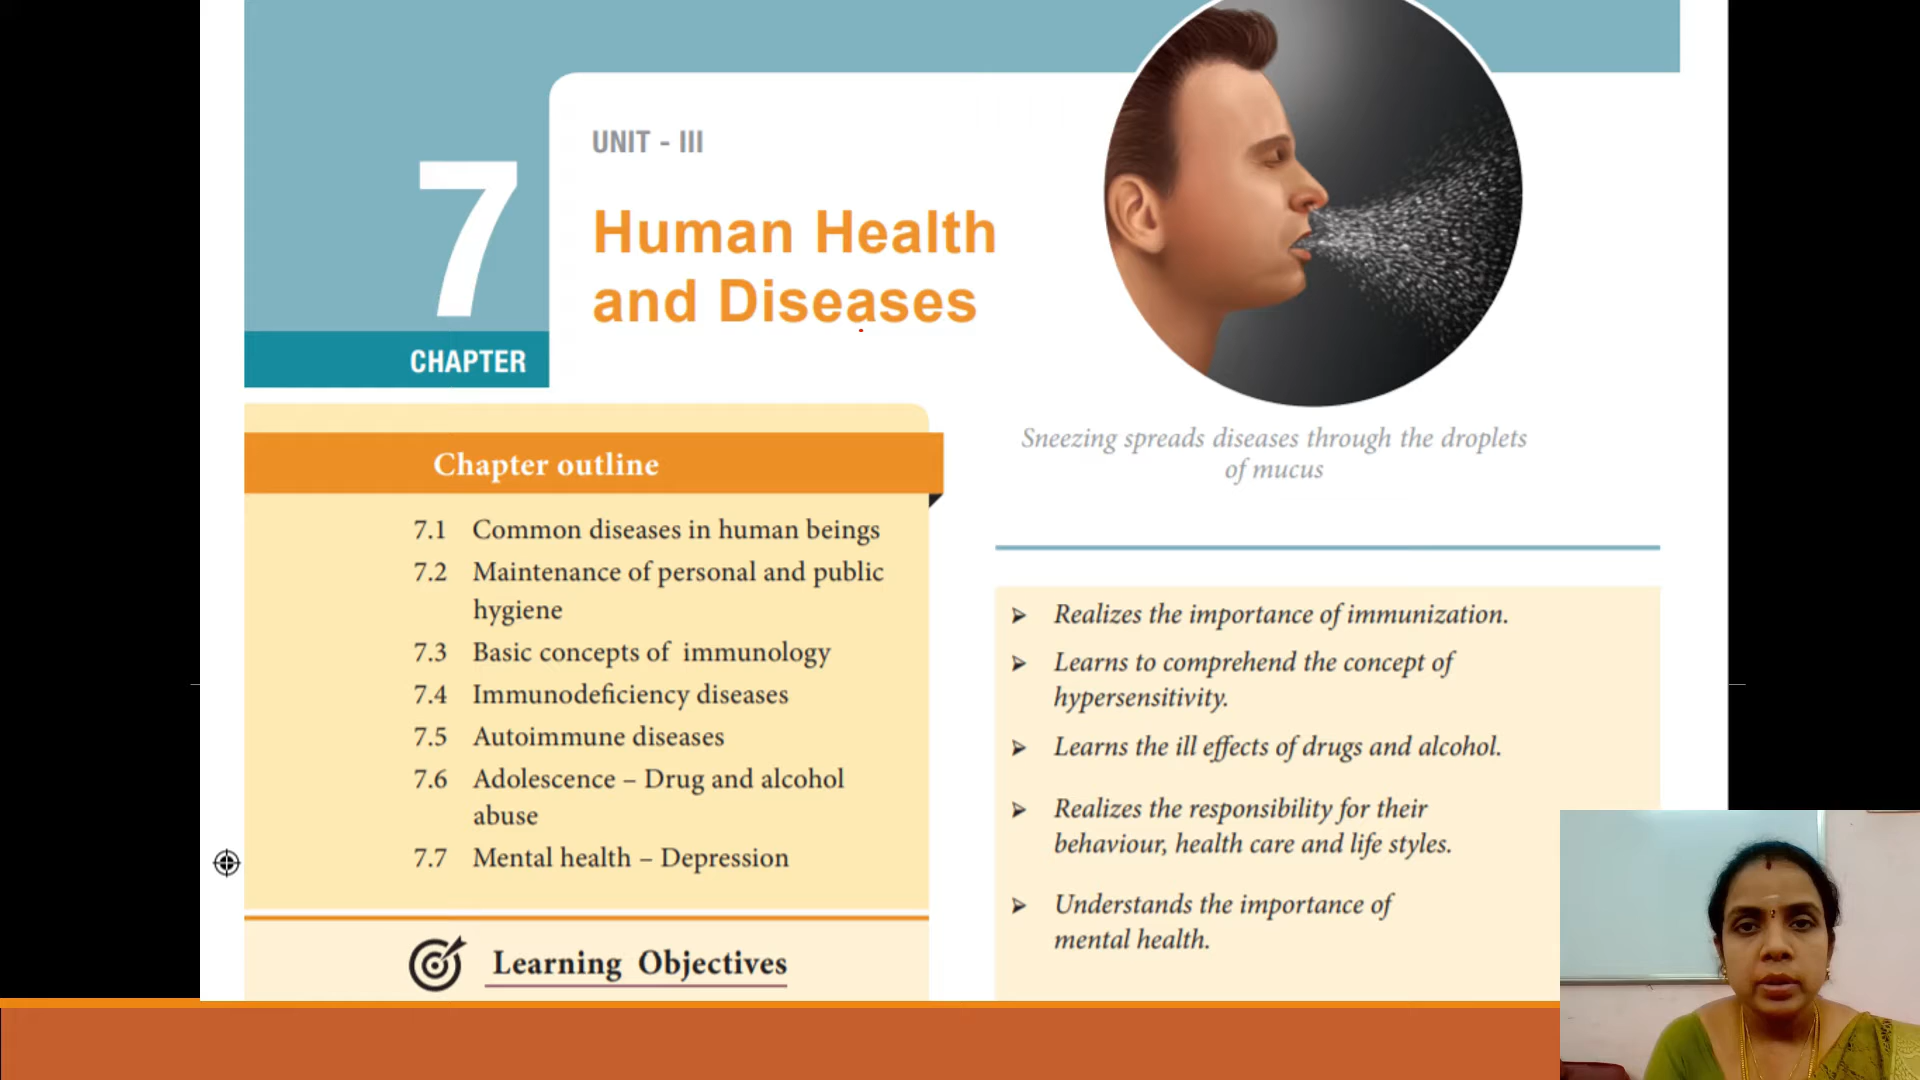 UNIT - III
7
Human Health
and Diseases
CHAPTER
Sneezing spreads diseases through the droplets
of mucus
Chapter outline
7.1 Common diseases in human beings
7.2 Maintenance of personal and public
hygiene
7.3 Basic concepts of immunology
7.4 Immunodeficiency diseases
7.5 Autoimmune diseases
7.6 Adolescence – Drug and alcohol
abuse
7.7 Mental health – Depression
Learning Objectives
➢ Realizes the importance of immunization.
➢ Learns to comprehend the concept of
hypersensitivity.
➢ Learns the ill effects of drugs and alcohol.
➢ Realizes the responsibility for their
behaviour, health care and life styles.
➢ Understands the importance of
mental health.